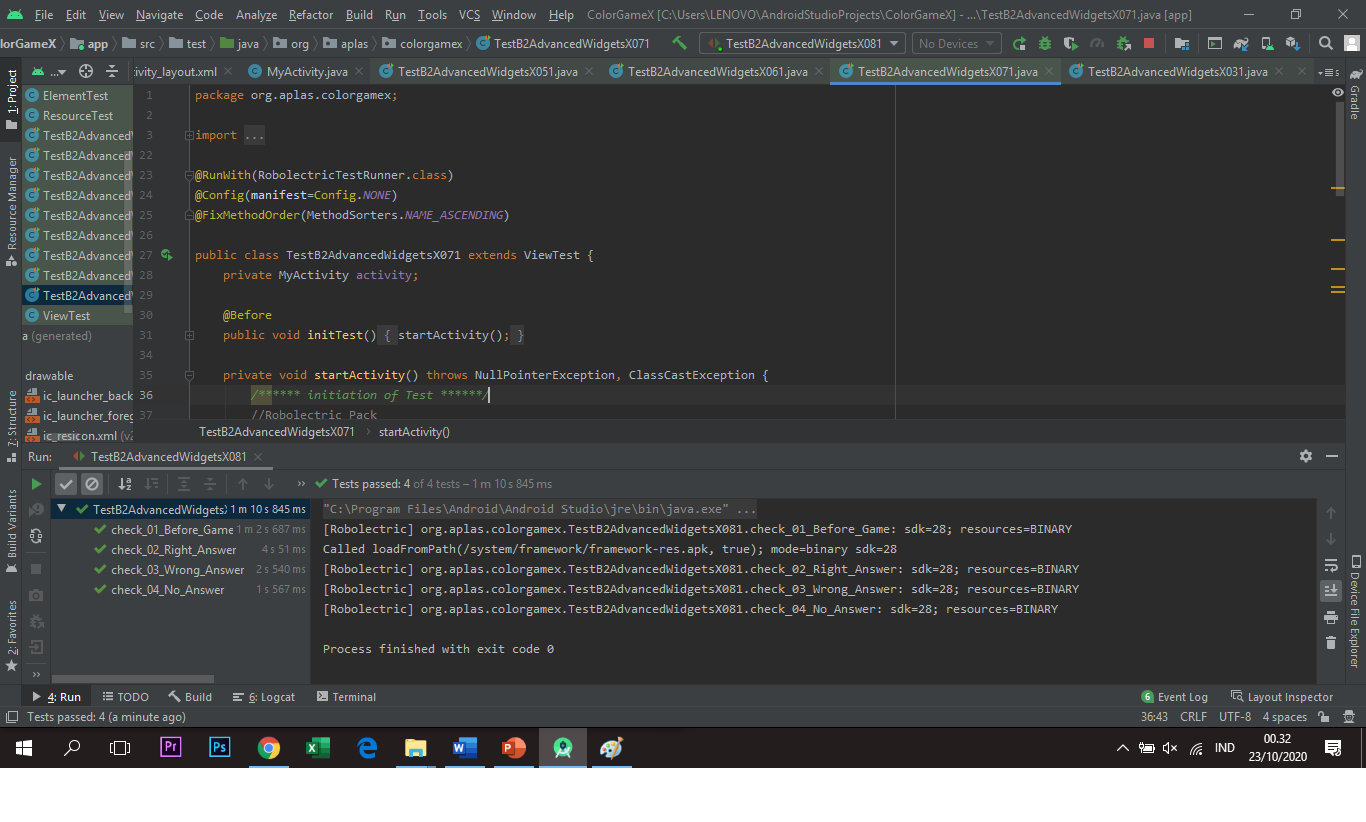 File Edit View Navigate Code Analyze Refactor Build Run Tools VCS Window Help ColorGameX [C:\Users\LENOVO\AndroidStudioProjects\ColorGameX] - ...\TestB2AdvancedWidgetsX071.java [app]
lorGameX app src test java org aplas colorgamex TestB2AdvancedWidgetsX071 TestB2AdvancedWidgetsX081 No Devices
...
ivity_layout.xml MyActivity.java TestB2AdvancedWidgetsX051.java TestB2AdvancedWidgetsX061.java TestB2AdvancedWidgetsX071.java TestB2AdvancedWidgetsX031.java
1: Project
Resource Manager
7: Structure
Build Variants
2: Favorites
ElementTest
ResourceTest
TestB2Advanced
TestB2Advanced
TestB2Advanced
TestB2Advanced
TestB2Advanced
TestB2Advanced
TestB2Advanced
TestB2Advanced
TestB2Advanced
ViewTest
a (generated)
drawable
ic_launcher_back
ic_launcher_foreg
ic_resicon.xml (v2
1 package org.aplas.colorgamex;
2
3 import ...
22
23 @RunWith(RobolectricTestRunner.class)
24 @Config(manifest=Config.NONE)
25 @FixMethodOrder(MethodSorters.NAME_ASCENDING)
26
27 public class TestB2AdvancedWidgetsX071 extends ViewTest {
28 private MyActivity activity;
29
30 @Before
31 public void initTest() { startActivity(); }
34
35 private void startActivity() throws NullPointerException, ClassCastException {
36 /****** initiation of Test ******/
37 //Robolectric Pack
TestB2AdvancedWidgetsX071 startActivity()
Gradle
Device File Explorer
Run: TestB2AdvancedWidgetsX081
Tests passed: 4 of 4 tests – 1 m 10 s 845 ms
TestB2AdvancedWidgetsX 1 m 10 s 845 ms
check_01_Before_Game 1 m 2 s 687 ms
check_02_Right_Answer 4 s 51 ms
check_03_Wrong_Answer 2 s 540 ms
check_04_No_Answer 1 s 567 ms
"C:\Program Files\Android\Android Studio\jre\bin\java.exe" ...
[Robolectric] org.aplas.colorgamex.TestB2AdvancedWidgetsX081.check_01_Before_Game: sdk=28; resources=BINARY
Called loadFromPath(/system/framework/framework-res.apk, true); mode=binary sdk=28
[Robolectric] org.aplas.colorgamex.TestB2AdvancedWidgetsX081.check_02_Right_Answer: sdk=28; resources=BINARY
[Robolectric] org.aplas.colorgamex.TestB2AdvancedWidgetsX081.check_03_Wrong_Answer: sdk=28; resources=BINARY
[Robolectric] org.aplas.colorgamex.TestB2AdvancedWidgetsX081.check_04_No_Answer: sdk=28; resources=BINARY
Process finished with exit code 0
4: Run TODO Build 6: Logcat Terminal 6 Event Log Layout Inspector
Tests passed: 4 (a minute ago) 36:43 CRLF UTF-8 4 spaces
Pr Ps IND 00.32
23/10/2020